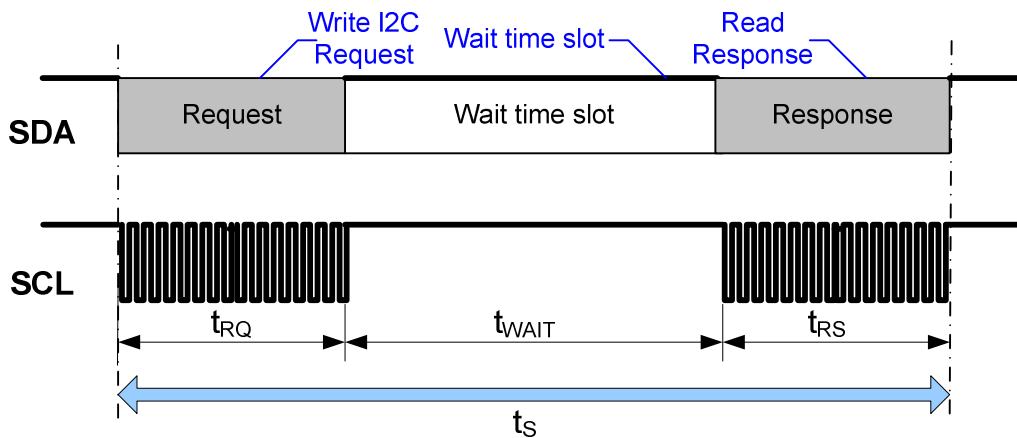 Write I2C
Request
Wait time slot
Read
Response
SDA
Request
Wait time slot
Response
SCL
tRQ
tWAIT
tRS
tS